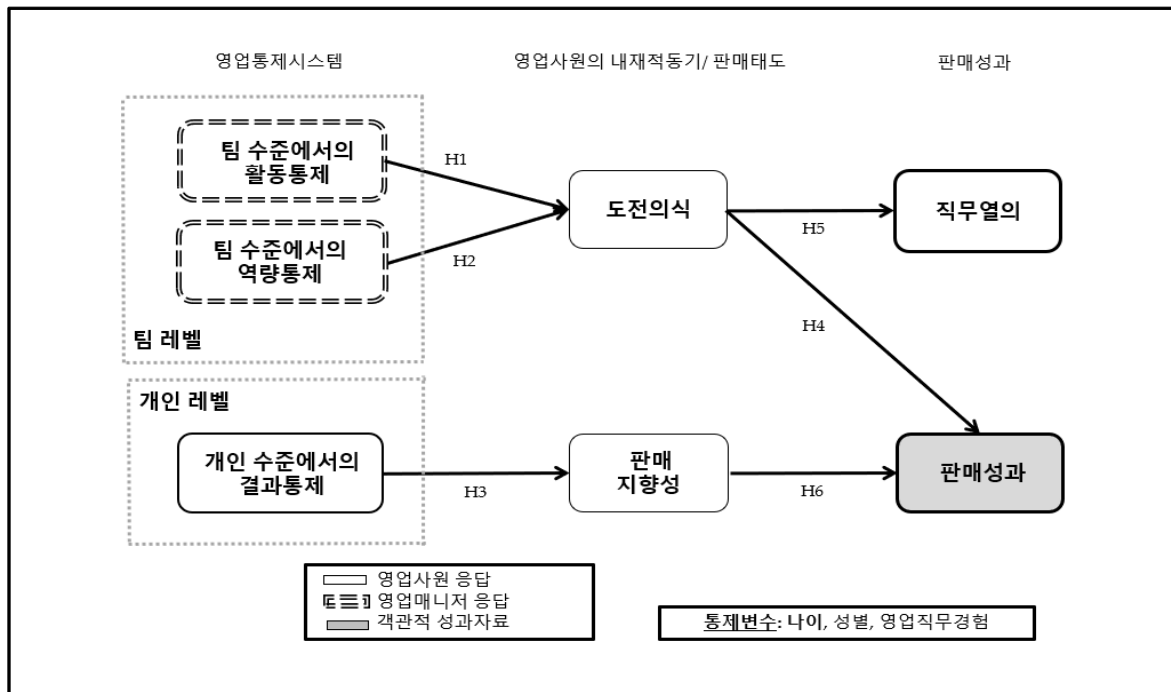 영업통제시스템
영업사원의 내재적동기/ 판매태도
판매성과
팀 수준에서의
활동통제
H1
도전의식
H5
직무열의
팀 수준에서의
역량통제
H2
팀 레벨
H4
개인 레벨
개인 수준에서의
결과통제
H3
판매
지향성
H6
판매성과
영업사원 응답
영업매니저 응답
객관적 성과자료
통제변수: 나이, 성별, 영업직무경험